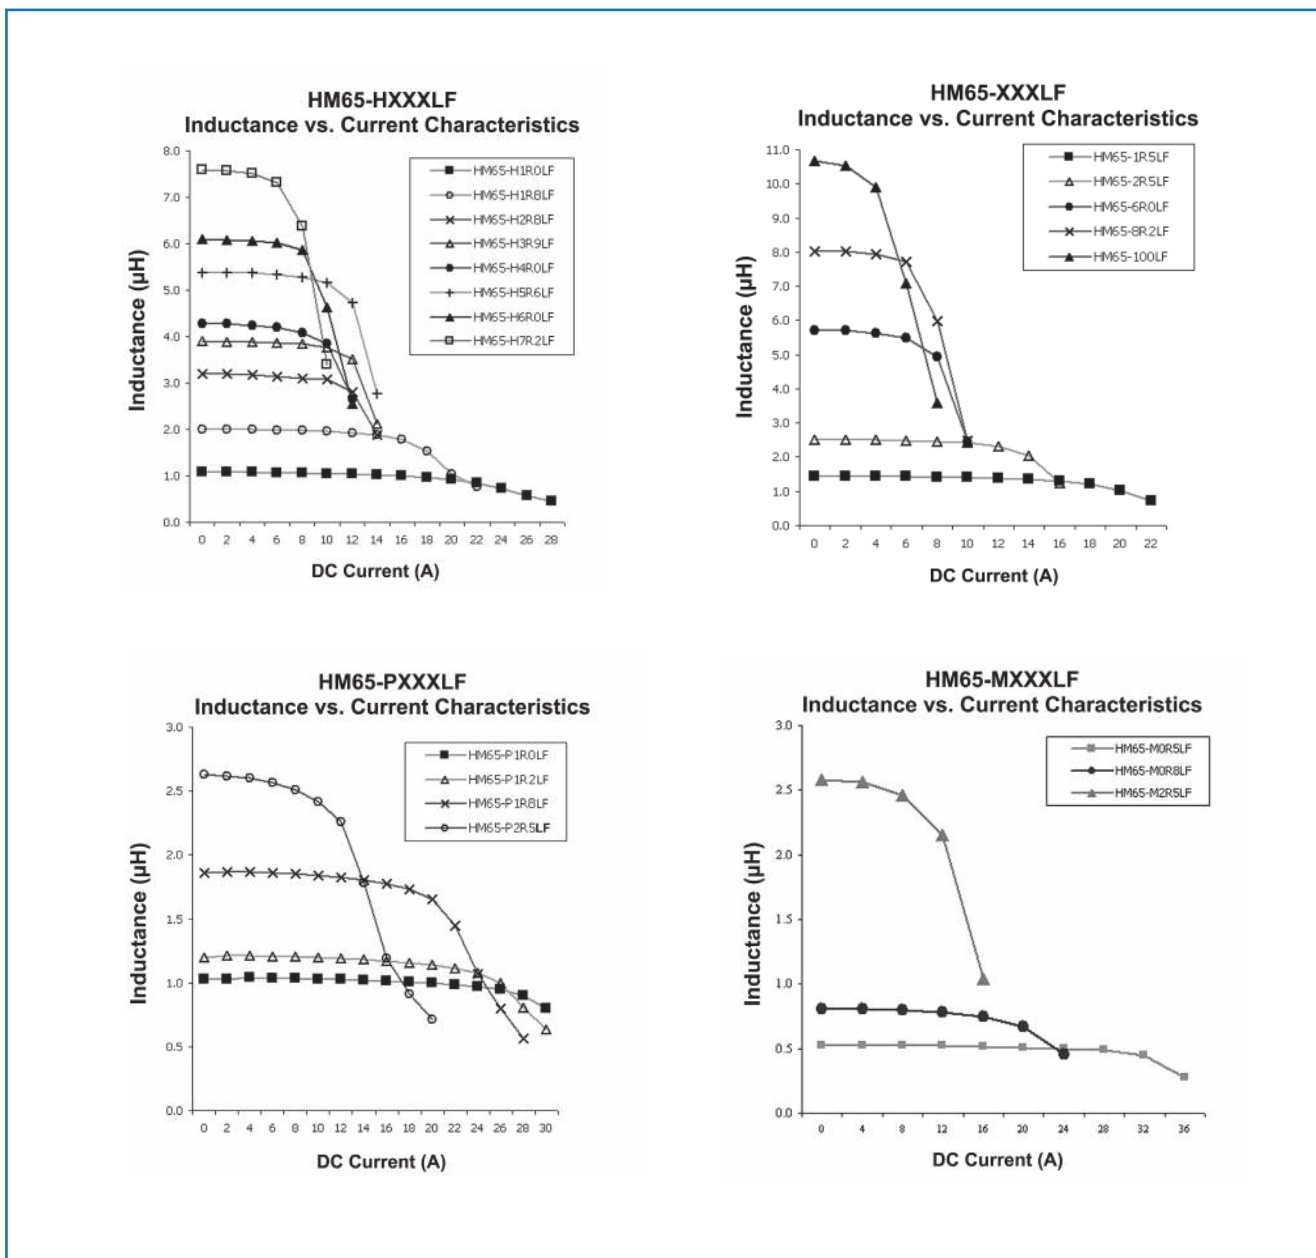 HM65-HXXXLF
Inductance vs. Current Characteristics
8.0
7.0
6.0
5.0
4.0
3.0
2.0
1.0
0.0
Inductance (µH)
HM65-H1R0LF
HM65-H1R8LF
HM65-H2R8LF
HM65-H3R9LF
HM65-H4R0LF
HM65-H5R6LF
HM65-H6R0LF
HM65-H7R2LF
0 2 4 6 8 10 12 14 16 18 20 22 24 26 28
DC Current (A)
HM65-XXXLF
Inductance vs. Current Characteristics
11.0
10.0
9.0
8.0
7.0
6.0
5.0
4.0
3.0
2.0
1.0
0.0
Inductance (µH)
HM65-1R5LF
HM65-2R5LF
HM65-6R0LF
HM65-8R2LF
HM65-100LF
0 2 4 6 8 10 12 14 16 18 20 22
DC Current (A)
HM65-PXXXLF
Inductance vs. Current Characteristics
3.0
2.5
2.0
1.5
1.0
0.5
0.0
Inductance (µH)
HM65-P1R0LF
HM65-P1R2LF
HM65-P1R8LF
HM65-P2R5LF
0 2 4 6 8 10 12 14 16 18 20 22 24 26 28 30
DC Current (A)
HM65-MXXXLF
Inductance vs. Current Characteristics
3.0
2.5
2.0
1.5
1.0
0.5
0.0
Inductance (µH)
HM65-M0R5LF
HM65-M0R8LF
HM65-M2R5LF
0 4 8 12 16 20 24 28 32 36
DC Current (A)